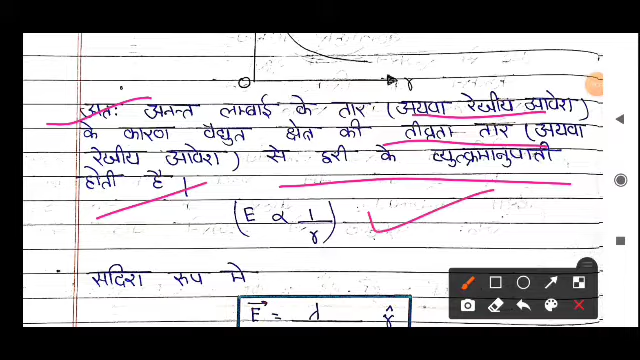 O r
अतः अनन्त लम्बाई के तार (अथवा रेखीय आवेश)
के कारण वैद्युत क्षेत्र की तीव्रता तार (अथवा
रेखीय आवेश) से दूरी के व्युत्क्रमानुपाती
होती है ।
(E ∝ 1/r)
सदिश रूप मे
E⃗ = λ r̂